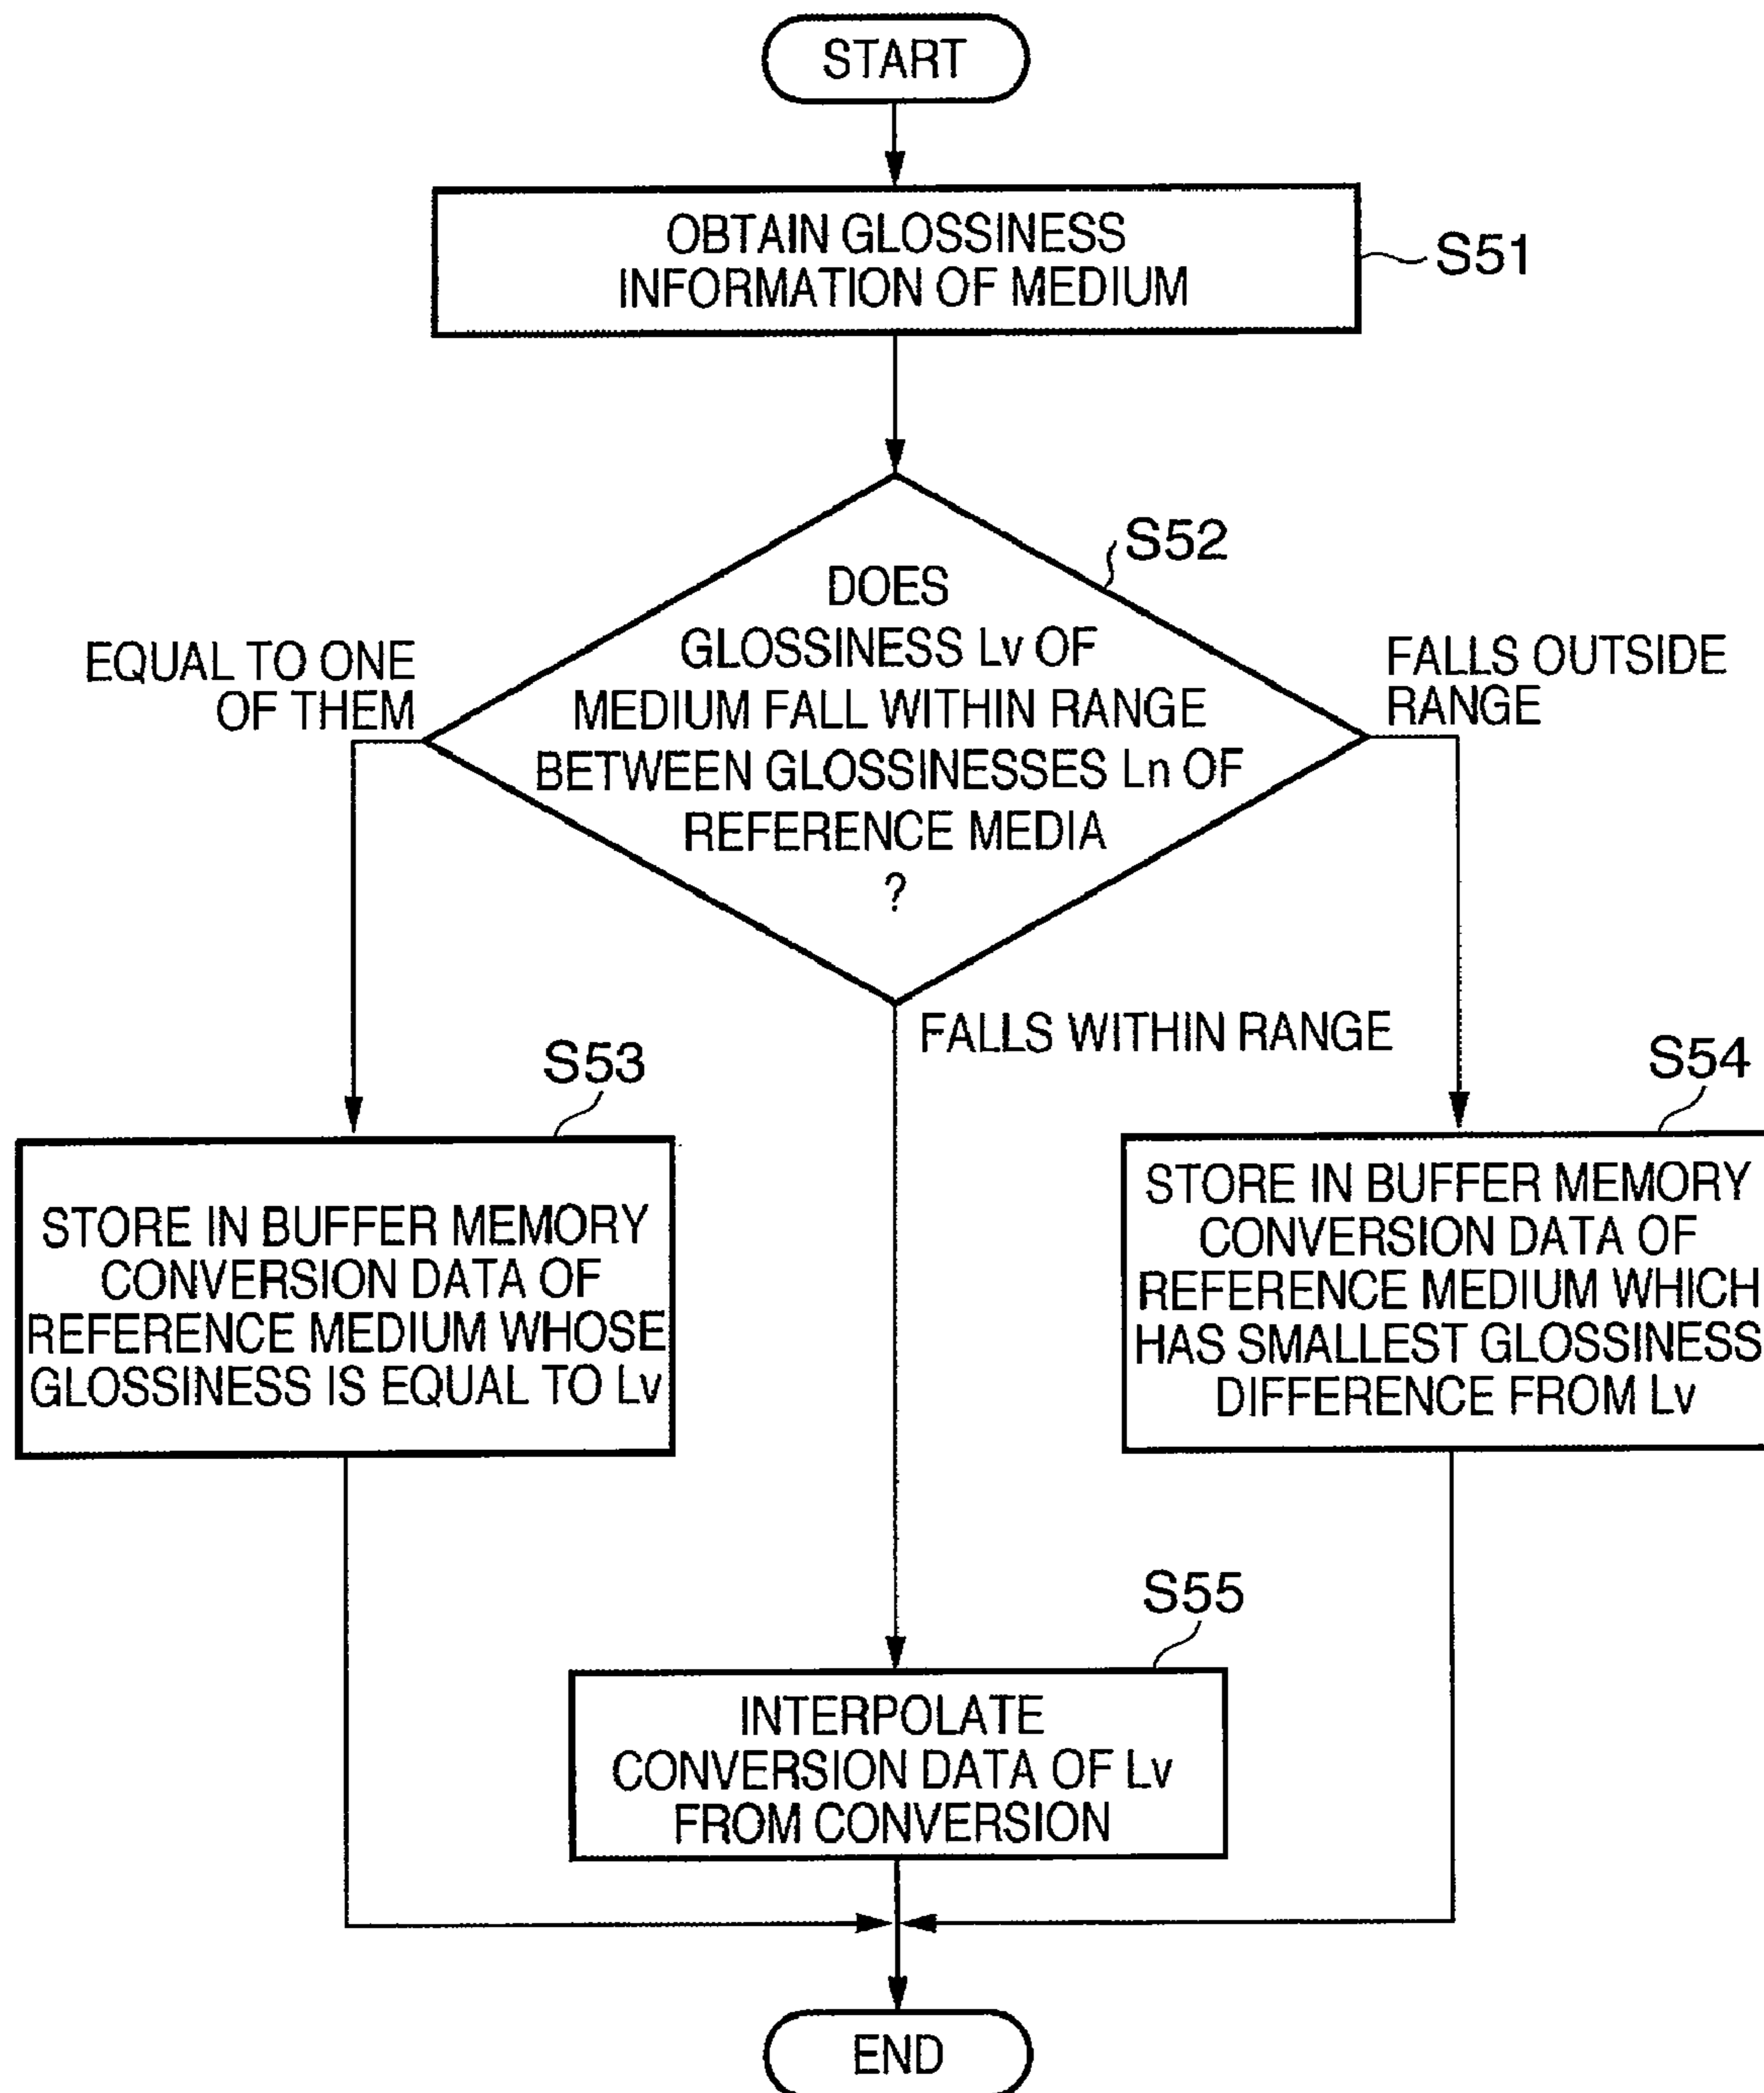 START
OBTAIN GLOSSINESS
INFORMATION OF MEDIUM
S51
S52
DOES
GLOSSINESS Lv OF
MEDIUM FALL WITHIN RANGE
BETWEEN GLOSSINESSES Ln OF
REFERENCE MEDIA
?
EQUAL TO ONE
OF THEM
FALLS OUTSIDE
RANGE
FALLS WITHIN RANGE
S53
STORE IN BUFFER MEMORY
CONVERSION DATA OF
REFERENCE MEDIUM WHOSE
GLOSSINESS IS EQUAL TO Lv
S54
STORE IN BUFFER MEMORY
CONVERSION DATA OF
REFERENCE MEDIUM WHICH
HAS SMALLEST GLOSSINESS
DIFFERENCE FROM Lv
S55
INTERPOLATE
CONVERSION DATA OF Lv
FROM CONVERSION
END